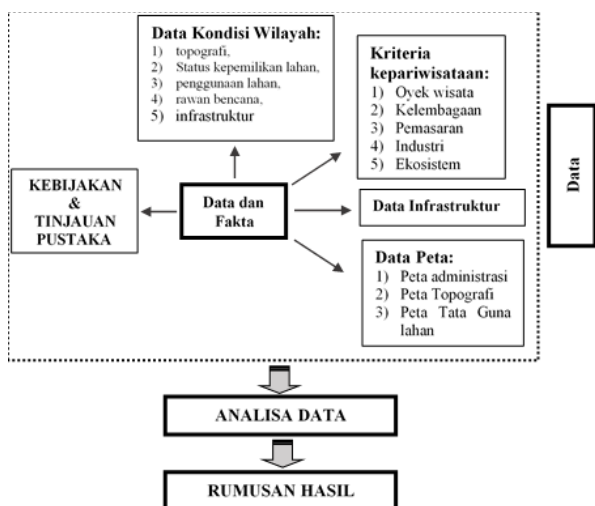 Data Kondisi Wilayah:
1) topografi,
2) Status kepemilikan lahan,
3) penggunaan lahan,
4) rawan bencana,
5) infrastruktur
Kriteria
kepariwisataan:
1) Oyek wisata
2) Kelembagaan
3) Pemasaran
4) Industri
5) Ekosistem
Data
KEBIJAKAN
&
TINJAUAN
PUSTAKA
Data dan
Fakta
Data Infrastruktur
Data Peta:
1) Peta administrasi
2) Peta Topografi
3) Peta Tata Guna
lahan
ANALISA DATA
RUMUSAN HASIL